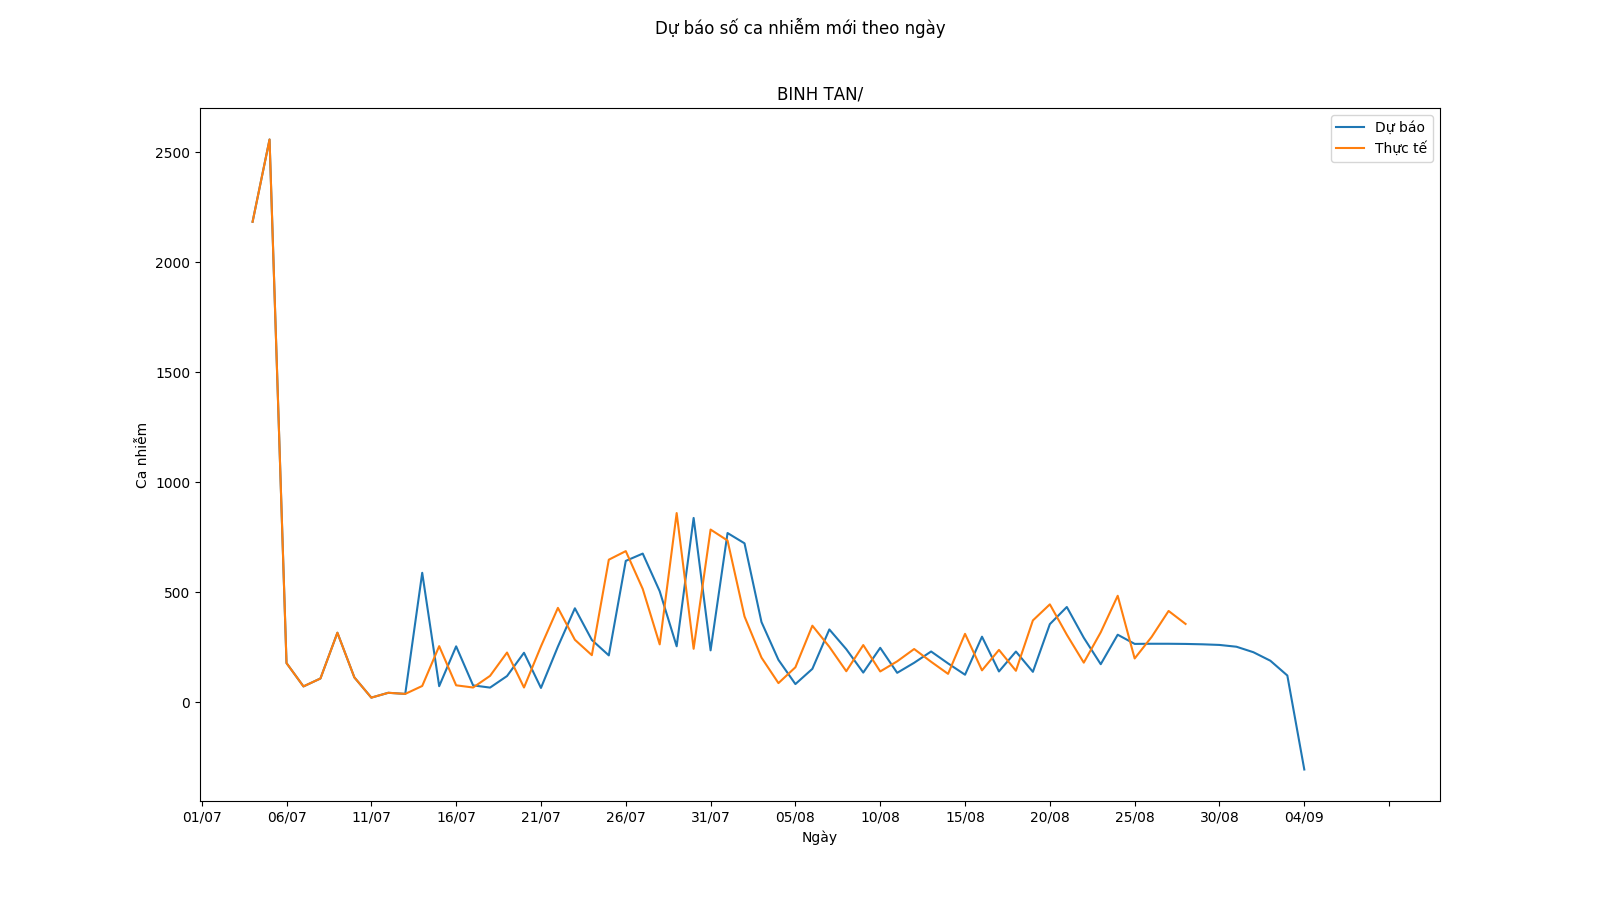 Dự báo số ca nhiễm mới theo ngày
BINH TAN/
Dự báo
Thực tế
2500
2000
1500
1000
500
0
Ca nhiễm
01/07 06/07 11/07 16/07 21/07 26/07 31/07 05/08 10/08 15/08 20/08 25/08 30/08 04/09
Ngày